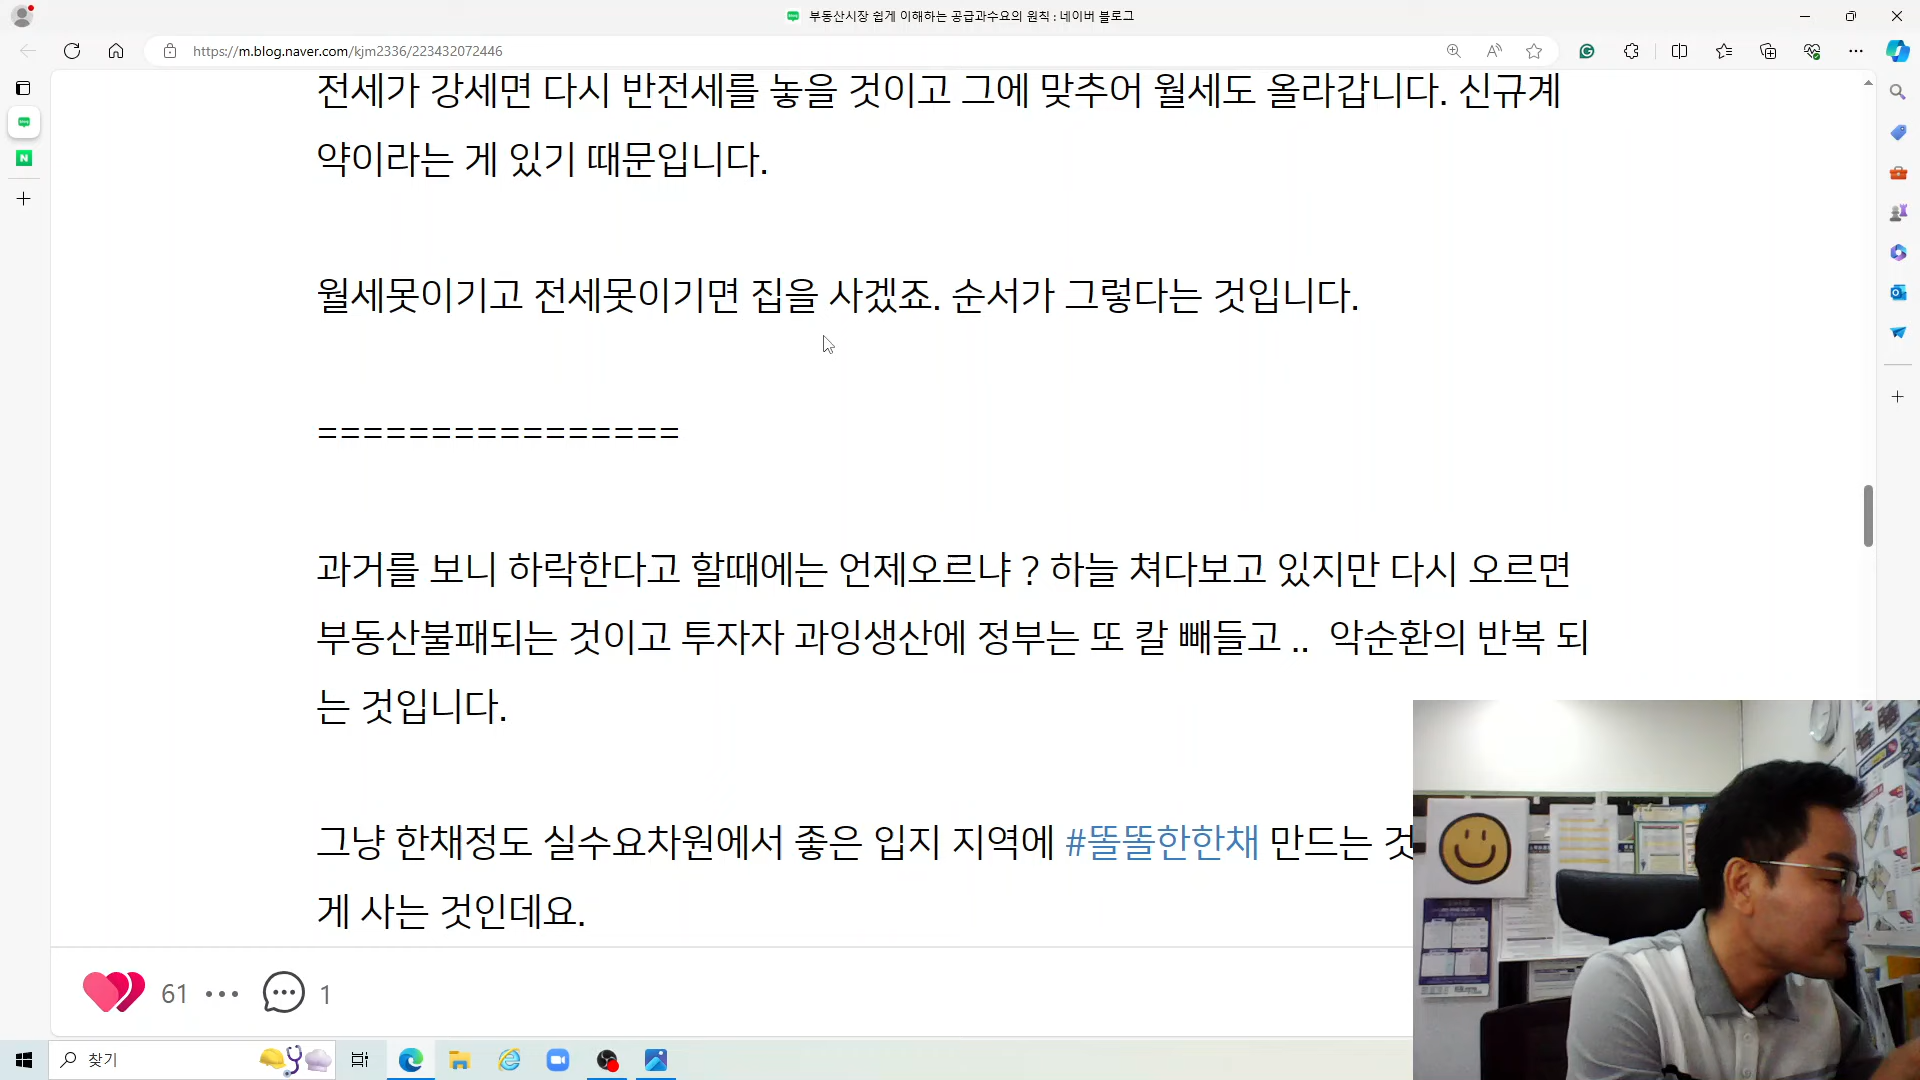 부동산시장 쉽게 이해하는 공급과수요의 원칙 : 네이버 블로그
https://m.blog.naver.com/kjm2336/223432072446
전세가 강세면 다시 반전세를 놓을 것이고 그에 맞추어 월세도 올라갑니다. 신규계
약이라는 게 있기 때문입니다.
월세못이기고 전세못이기면 집을 사겠죠. 순서가 그렇다는 것입니다.
================
과거를 보니 하락한다고 할때에는 언제오르냐 ? 하늘 쳐다보고 있지만 다시 오르면
부동산불패되는 것이고 투자자 과잉생산에 정부는 또 칼 빼들고 .. 악순환의 반복 되
는 것입니다.
그냥 한채정도 실수요차원에서 좋은 입지 지역에 #똘똘한한채 만드는 것
게 사는 것인데요.
61
1
찾기